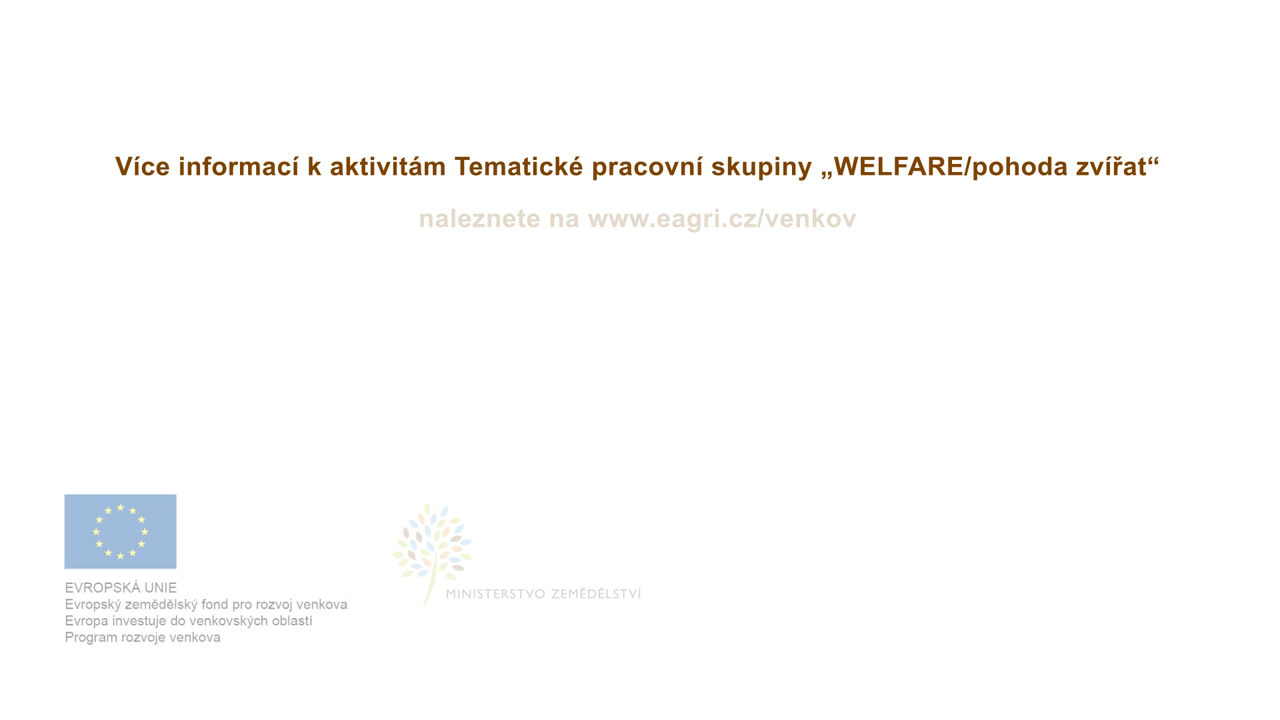 Více informací k aktivitám Tematické pracovní skupiny „WELFARE/pohoda zvířat“
naleznete na www.eagri.cz/venkov
MINISTERSTVO ZEMĚDĚLSTVÍ
EVROPSKÁ UNIE
Evropský zemědělský fond pro rozvoj venkova
Evropa investuje do venkovských oblastí
Program rozvoje venkova